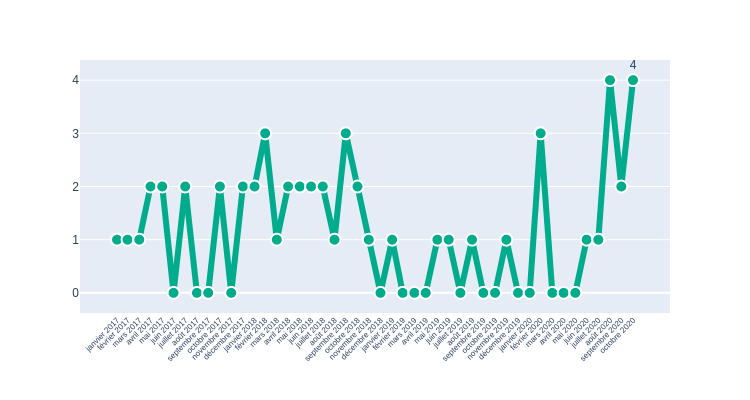 4
4
3
2
1
0
janvier 2017
février 2017
mars 2017
avril 2017
mai 2017
juin 2017
juillet 2017
août 2017
septembre 2017
octobre 2017
novembre 2017
décembre 2017
janvier 2018
février 2018
mars 2018
avril 2018
mai 2018
juin 2018
juillet 2018
août 2018
septembre 2018
octobre 2018
novembre 2018
décembre 2018
janvier 2019
février 2019
mars 2019
avril 2019
mai 2019
juin 2019
juillet 2019
août 2019
septembre 2019
octobre 2019
novembre 2019
décembre 2019
janvier 2020
février 2020
mars 2020
avril 2020
mai 2020
juin 2020
juillet 2020
août 2020
septembre 2020
octobre 2020